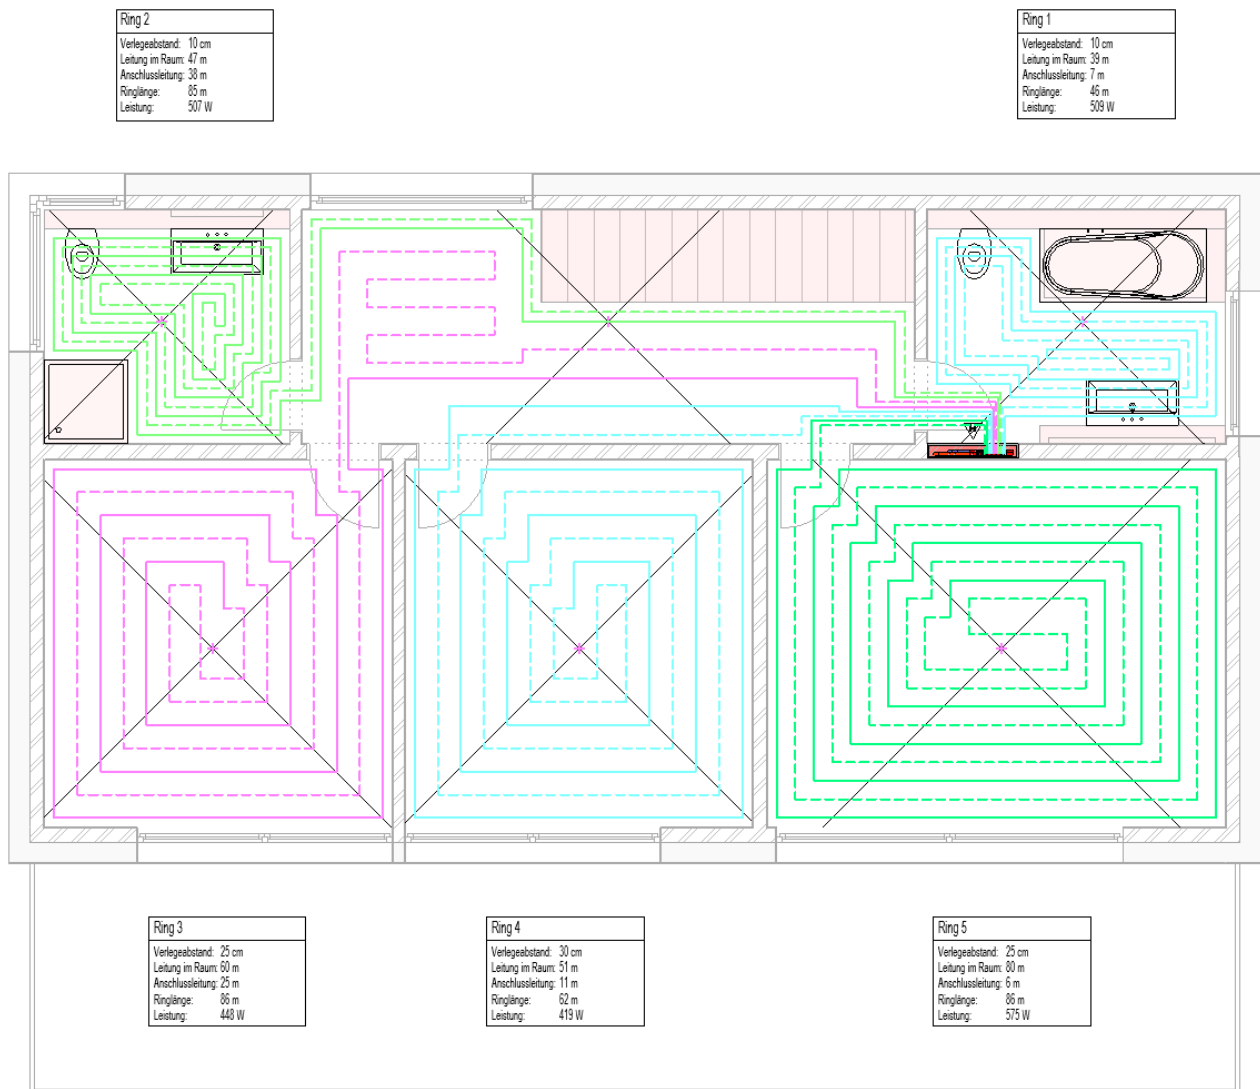 Ring 2
Verlegeabstand: 10 cm
Leitung im Raum: 47 m
Anschlussleitung: 38 m
Ringlänge: 85 m
Leistung: 507 W
Ring 1
Verlegeabstand: 10 cm
Leitung im Raum: 39 m
Anschlussleitung: 7 m
Ringlänge: 46 m
Leistung: 509 W
Ring 3
Verlegeabstand: 25 cm
Leitung im Raum: 60 m
Anschlussleitung: 25 m
Ringlänge: 86 m
Leistung: 448 W
Ring 4
Verlegeabstand: 30 cm
Leitung im Raum: 51 m
Anschlussleitung: 11 m
Ringlänge: 62 m
Leistung: 419 W
Ring 5
Verlegeabstand: 25 cm
Leitung im Raum: 80 m
Anschlussleitung: 6 m
Ringlänge: 86 m
Leistung: 575 W